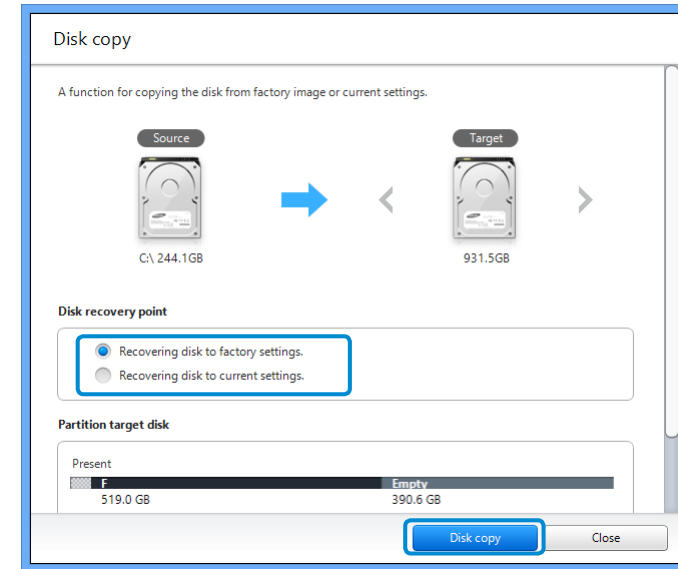 Disk copy
A function for copying the disk from factory image or current settings.
Source
Target
C:\ 244.1GB
931.5GB
Disk recovery point
Recovering disk to factory settings.
Recovering disk to current settings.
Partition target disk
Present
F
Empty
519.0 GB
390.6 GB
Disk copy
Close